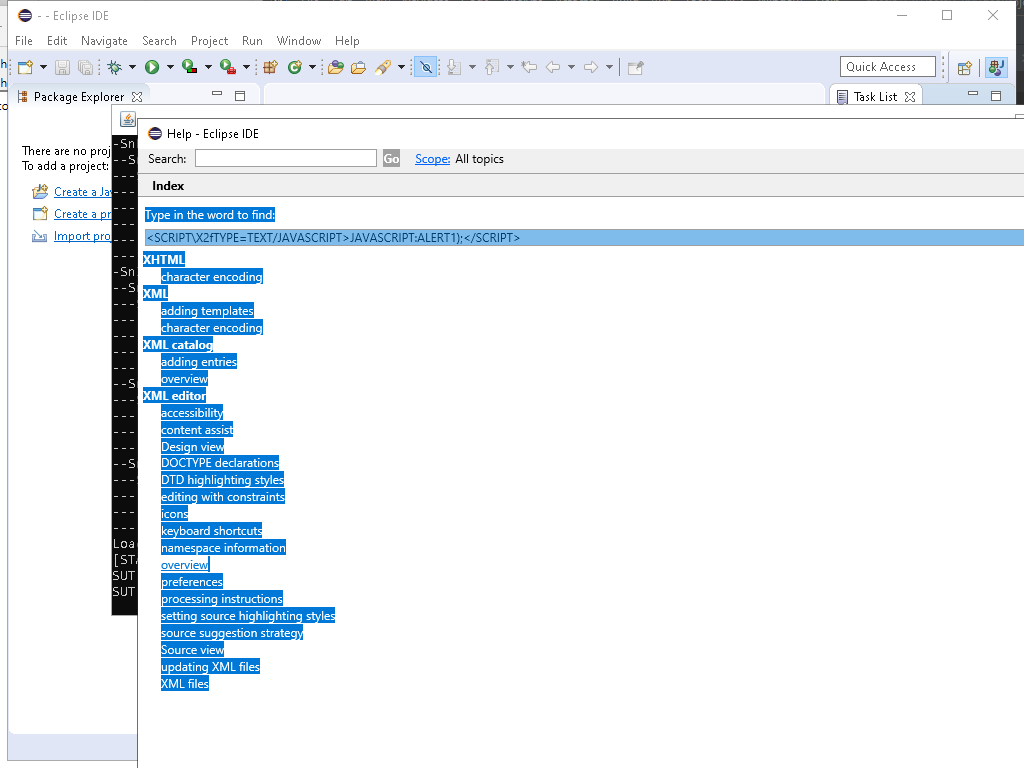 - - Eclipse IDE
File Edit Navigate Search Project Run Window Help
Quick Access
Package Explorer
Task List
There are no proj
To add a project:
Create a Ja
Create a pr
Import pro
-Sn
--S
-Sn
--S
--S
--S
Loa
[STA
SUT
SUT
Help - Eclipse IDE
Search: Go Scope: All topics
Index
Type in the word to find:
<SCRIPT\X2fTYPE=TEXT/JAVASCRIPT>JAVASCRIPT:ALERT1);</SCRIPT>
XHTML
character encoding
XML
adding templates
character encoding
XML catalog
adding entries
overview
XML editor
accessibility
content assist
Design view
DOCTYPE declarations
DTD highlighting styles
editing with constraints
icons
keyboard shortcuts
namespace information
overview
preferences
processing instructions
setting source highlighting styles
source suggestion strategy
Source view
updating XML files
XML files